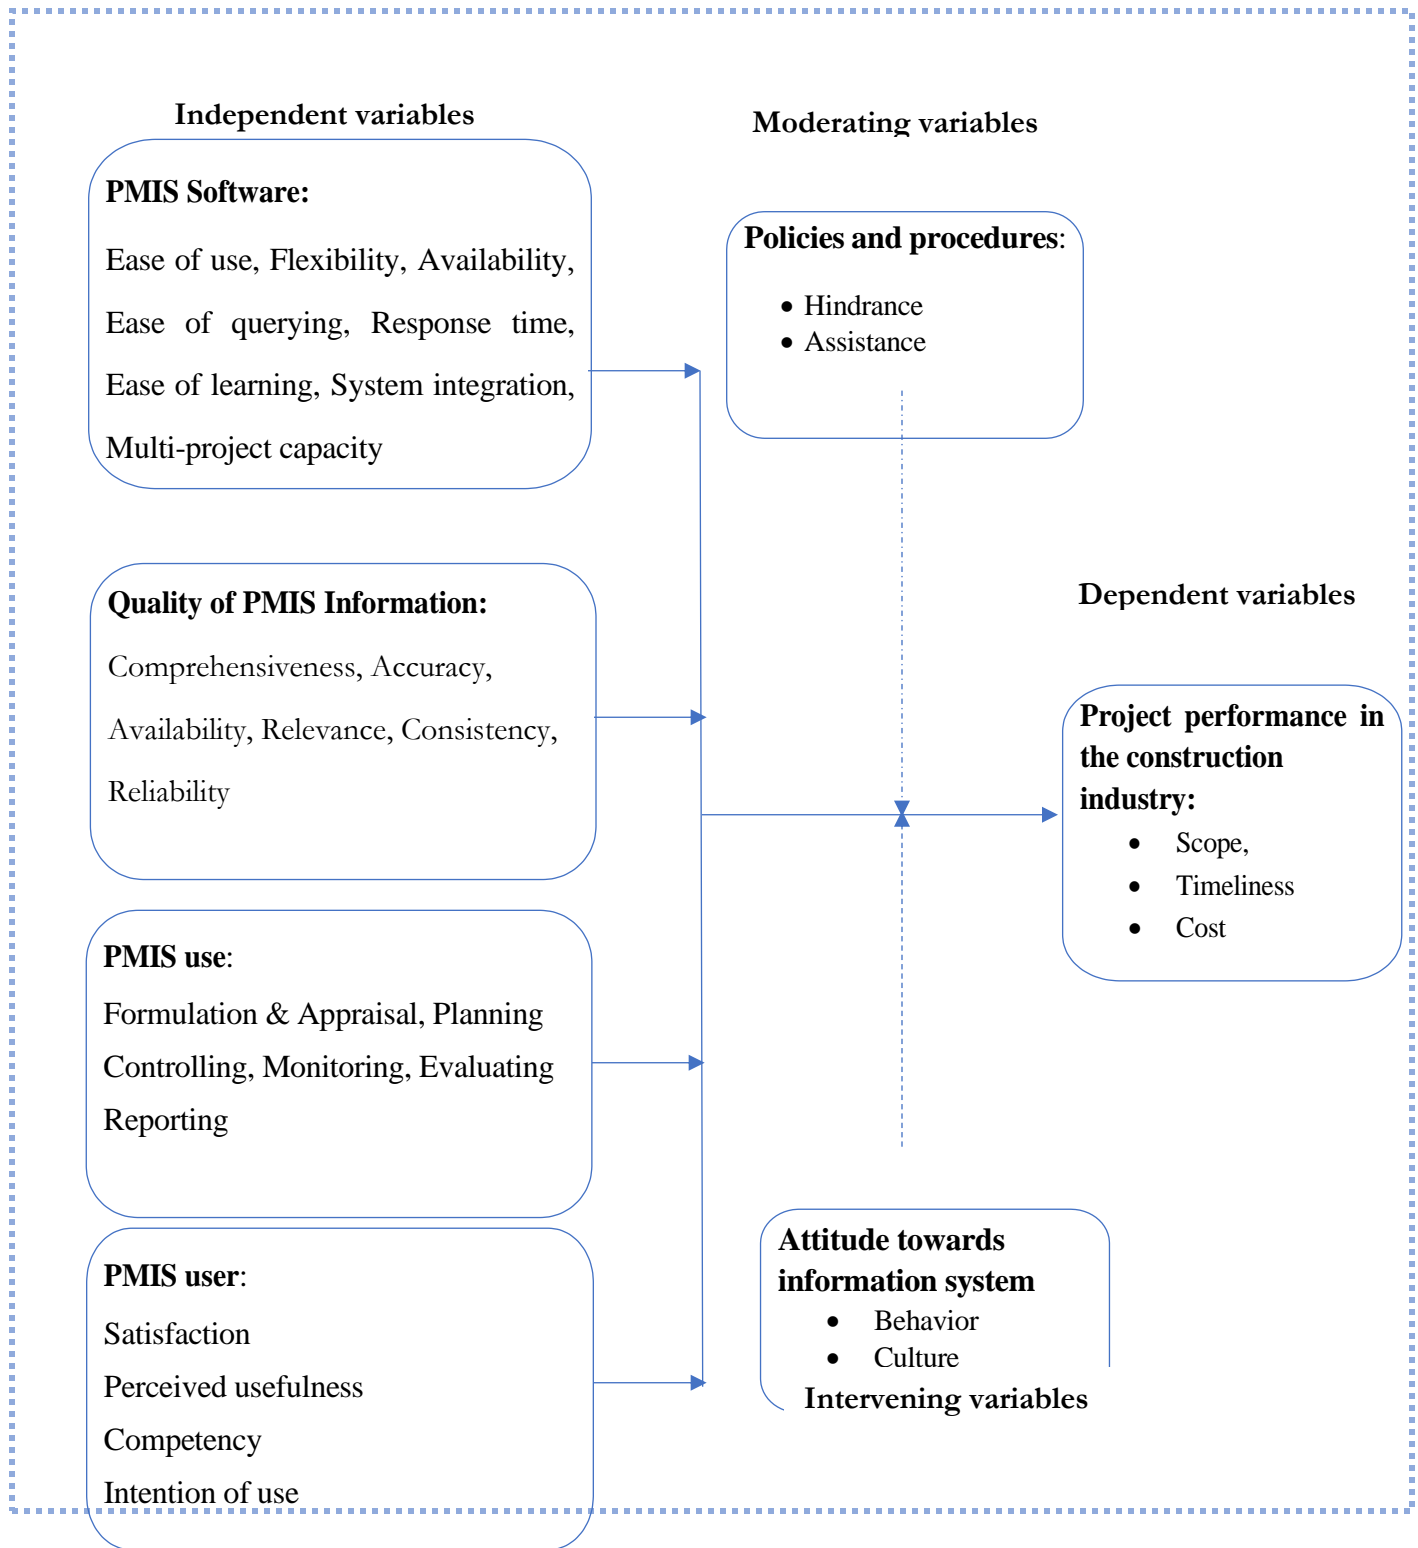 Independent variables
PMIS Software:
Ease of use, Flexibility, Availability,
Ease of querying, Response time,
Ease of learning, System integration,
Multi-project capacity
Quality of PMIS Information:
Comprehensiveness, Accuracy,
Availability, Relevance, Consistency,
Reliability
PMIS use:
Formulation & Appraisal, Planning
Controlling, Monitoring, Evaluating
Reporting
PMIS user:
Satisfaction
Perceived usefulness
Competency
Intention of use
Moderating variables
Policies and procedures:
• Hindrance
• Assistance
Attitude towards
information system
• Behavior
• Culture
Intervening variables
Dependent variables
Project performance in
the construction
industry:
• Scope,
• Timeliness
• Cost